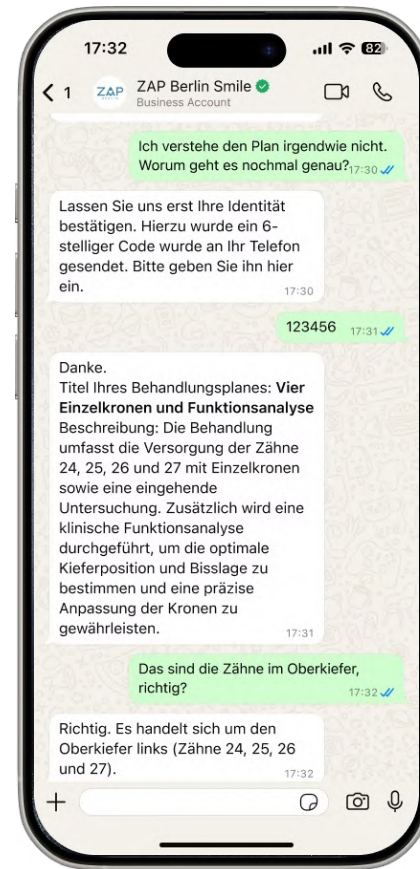 17:32
82
1
ZAP
ZAP Berlin Smile
Business Account
Ich verstehe den Plan irgendwie nicht.
Worum geht es nochmal genau?
17:30
Lassen Sie uns erst Ihre Identität
bestätigen. Hierzu wurde ein 6-
stelliger Code wurde an Ihr Telefon
gesendet. Bitte geben Sie ihn hier
ein.
17:30
123456
17:31
Danke.
Titel Ihres Behandlungsplanes: Vier
Einzelkronen und Funktionsanalyse
Beschreibung: Die Behandlung
umfasst die Versorgung der Zähne
24, 25, 26 und 27 mit Einzelkronen
sowie eine eingehende
Untersuchung. Zusätzlich wird eine
klinische Funktionsanalyse
durchgeführt, um die optimale
Kieferposition und Bisslage zu
bestimmen und eine präzise
Anpassung der Kronen zu
gewährleisten.
17:31
Das sind die Zähne im Oberkiefer,
richtig?
17:32
Richtig. Es handelt sich um den
Oberkiefer links (Zähne 24, 25, 26
und 27).
17:32